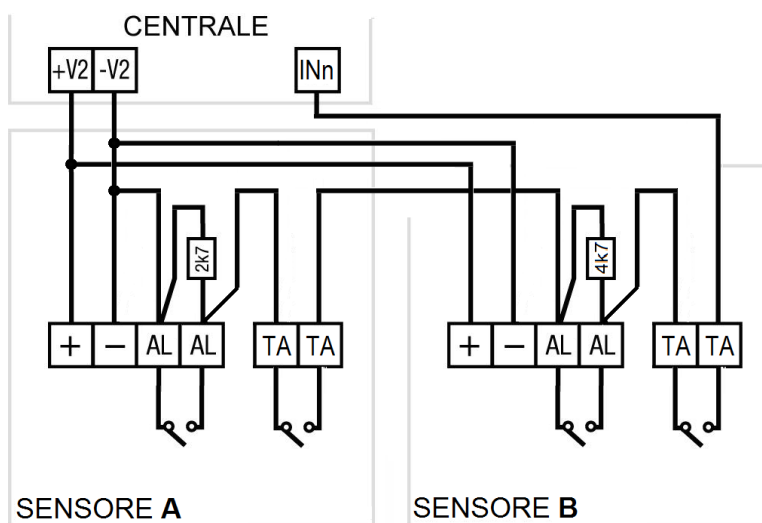 CENTRALE
+V2 -V2 INn
2k7 4k7
+ − AL AL TA TA + − AL AL TA TA
SENSORE A SENSORE B